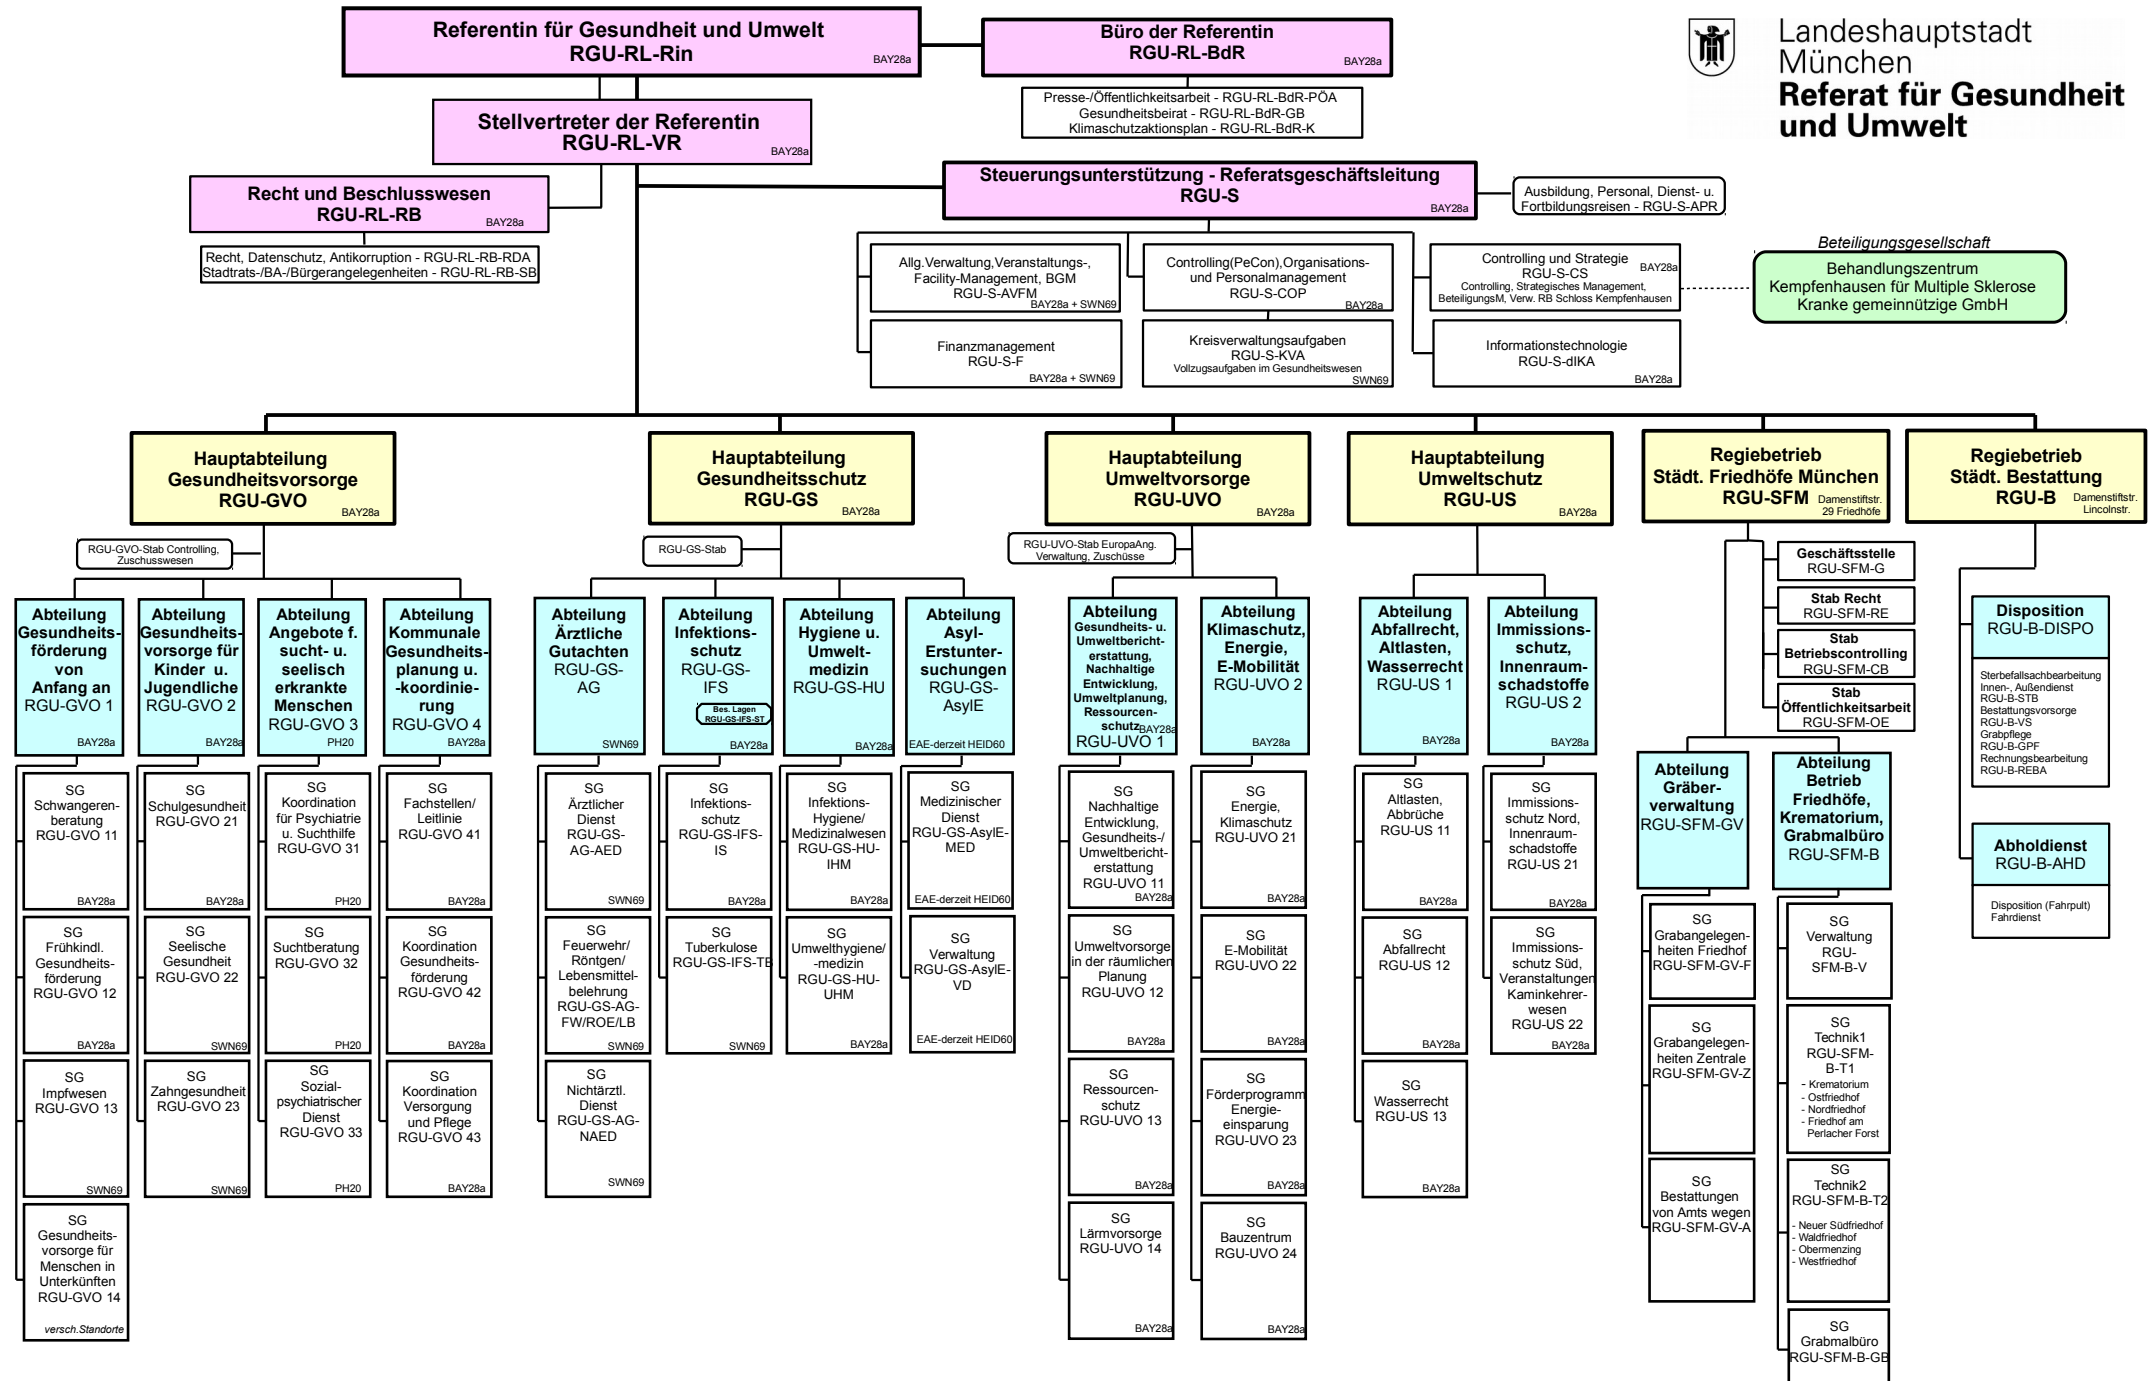 Referentin für Gesundheit und Umwelt
RGU-RL-Rin
BAY28a
Büro der Referentin
RGU-RL-BdR
BAY28a
Landeshauptstadt
München
Referat für Gesundheit
und Umwelt
Presse-/Öffentlichkeitsarbeit - RGU-RL-BdR-PÖA
Gesundheitsbeirat - RGU-RL-BdR-GB
Klimaschutzaktionsplan - RGU-RL-BdR-K
Stellvertreter der Referentin
RGU-RL-VR
BAY28a
Recht und Beschlusswesen
RGU-RL-RB
BAY28a
Recht, Datenschutz, Antikorruption - RGU-RL-RB-RDA
Stadtrats-/BA-/Bürgerangelegenheiten - RGU-RL-RB-SB
Steuerungsunterstützung - Referatsgeschäftsleitung
RGU-S
BAY28a
Ausbildung, Personal, Dienst- u.
Fortbildungsreisen - RGU-S-APR
Allg.Verwaltung,Veranstaltungs-,
Facility-Management, BGM
RGU-S-AVFM
BAY28a + SWN69
Controlling(PeCon),Organisations-
und Personalmanagement
RGU-S-COP
BAY28a
Controlling und Strategie
RGU-S-CS
BAY28a
Controlling, Strategisches Management,
BeteiligungsM, Verw. RB Schloss Kempfenhausen
Beteiligungsgesellschaft
Behandlungszentrum
Kempfenhausen für Multiple Sklerose
Kranke gemeinnützige GmbH
Finanzmanagement
RGU-S-F
BAY28a + SWN69
Kreisverwaltungsaufgaben
RGU-S-KVA
Vollzugsaufgaben im Gesundheitswesen
SWN69
Informationstechnologie
RGU-S-dIKA
BAY28a
Hauptabteilung
Gesundheitsvorsorge
RGU-GVO
BAY28a
Hauptabteilung
Gesundheitsschutz
RGU-GS
BAY28a
Hauptabteilung
Umweltvorsorge
RGU-UVO
BAY28a
Hauptabteilung
Umweltschutz
RGU-US
BAY28a
Regiebetrieb
Städt. Friedhöfe München
RGU-SFM
Damenstiftstr.
29 Friedhöfe
Regiebetrieb
Städt. Bestattung
RGU-B
Damenstiftstr.
Lincolnstr.
RGU-GVO-Stab Controlling,
Zuschusswesen
RGU-GS-Stab
RGU-UVO-Stab EuropaAng.
Verwaltung, Zuschüsse
Abteilung
Gesundheits-
förderung
von
Anfang an
RGU-GVO 1
BAY28a
Abteilung
Gesundheits-
vorsorge für
Kinder u.
Jugendliche
RGU-GVO 2
BAY28a
Abteilung
Angebote f.
sucht- u.
seelisch
erkrankte
Menschen
RGU-GVO 3
PH20
Abteilung
Kommunale
Gesundheits-
planung u.
-koordinie-
rung
RGU-GVO 4
BAY28a
Abteilung
Ärztliche
Gutachten
RGU-GS-
AG
SWN69
Abteilung
Infektions-
schutz
RGU-GS-
IFS
Bes. Lagen
RGU-GS-IFS-ST
BAY28a
Abteilung
Hygiene u.
Umwelt-
medizin
RGU-GS-HU
BAY28a
Abteilung
Asyl-
Erstunter-
suchungen
RGU-GS-
AsylE
EAE-derzeit HEID60
Abteilung
Gesundheits- u.
Umweltbericht-
erstattung,
Nachhaltige
Entwicklung,
Umweltplanung,
Ressourcen-
schutz
BAY28a
RGU-UVO 1
Abteilung
Klimaschutz,
Energie,
E-Mobilität
RGU-UVO 2
BAY28a
Abteilung
Abfallrecht,
Altlasten,
Wasserrecht
RGU-US 1
BAY28a
Abteilung
Immissions-
schutz,
Innenraum-
schadstoffe
RGU-US 2
BAY28a
Geschäftsstelle
RGU-SFM-G
Stab Recht
RGU-SFM-RE
Stab
Betriebscontrolling
RGU-SFM-CB
Stab
Öffentlichkeitsarbeit
RGU-SFM-OE
Disposition
RGU-B-DISPO
Sterbefallsachbearbeitung
Innen-, Außendienst
RGU-B-STB
Bestattungsvorsorge
RGU-B-VS
Grabpflege
RGU-B-GPF
Rechnungsbearbeitung
RGU-B-REBA
Abholdienst
RGU-B-AHD
Disposition (Fahrpult)
Fahrdienst
Abteilung
Gräber-
verwaltung
RGU-SFM-GV
Abteilung
Betrieb
Friedhöfe,
Krematorium,
Grabmalbüro
RGU-SFM-B
SG
Schwangeren-
beratung
RGU-GVO 11
BAY28a
SG
Schulgesundheit
RGU-GVO 21
BAY28a
SG
Koordination
für Psychiatrie
u. Suchthilfe
RGU-GVO 31
PH20
SG
Fachstellen/
Leitlinie
RGU-GVO 41
BAY28a
SG
Ärztlicher
Dienst
RGU-GS-
AG-AED
SWN69
SG
Infektions-
schutz
RGU-GS-IFS-
IS
BAY28a
SG
Infektions-
Hygiene/
Medizinalwesen
RGU-GS-HU-
IHM
BAY28a
SG
Medizinischer
Dienst
RGU-GS-AsylE-
MED
EAE-derzeit HEID60
SG
Nachhaltige
Entwicklung,
Gesundheits-/
Umweltbericht-
erstattung
RGU-UVO 11
BAY28a
SG
Energie,
Klimaschutz
RGU-UVO 21
BAY28a
SG
Altlasten,
Abbrüche
RGU-US 11
BAY28a
SG
Immissions-
schutz Nord,
Innenraum-
schadstoffe
RGU-US 21
BAY28a
SG
Frühkindl.
Gesundheits-
förderung
RGU-GVO 12
BAY28a
SG
Seelische
Gesundheit
RGU-GVO 22
SWN69
SG
Suchtberatung
RGU-GVO 32
PH20
SG
Koordination
Gesundheits-
förderung
RGU-GVO 42
BAY28a
SG
Feuerwehr/
Röntgen/
Lebensmittel-
belehrung
RGU-GS-AG-
FW/ROE/LB
SWN69
SG
Tuberkulose
RGU-GS-IFS-TB
SWN69
SG
Umwelthygiene/
-medizin
RGU-GS-HU-
UHM
BAY28a
SG
Verwaltung
RGU-GS-AsylE-
VD
EAE-derzeit HEID60
SG
Umweltvorsorge
in der räumlichen
Planung
RGU-UVO 12
BAY28a
SG
E-Mobilität
RGU-UVO 22
BAY28a
SG
Abfallrecht
RGU-US 12
BAY28a
SG
Immissions-
schutz Süd,
Veranstaltungen
Kaminkehrer-
wesen
RGU-US 22
BAY28a
SG
Grabangelegen-
heiten Friedhof
RGU-SFM-GV-F
SG
Verwaltung
RGU-
SFM-B-V
SG
Impfwesen
RGU-GVO 13
SWN69
SG
Zahngesundheit
RGU-GVO 23
SWN69
SG
Sozial-
psychiatrischer
Dienst
RGU-GVO 33
PH20
SG
Koordination
Versorgung
und Pflege
RGU-GVO 43
BAY28a
SG
Nichtärztl.
Dienst
RGU-GS-AG-
NAED
SWN69
SG
Ressourcen-
schutz
RGU-UVO 13
BAY28a
SG
Förderprogramm
Energie-
einsparung
RGU-UVO 23
BAY28a
SG
Wasserrecht
RGU-US 13
BAY28a
SG
Grabangelegen-
heiten Zentrale
RGU-SFM-GV-Z
SG
Technik1
RGU-SFM-
B-T1
- Krematorium
- Ostfriedhof
- Nordfriedhof
- Friedhof am
Perlacher Forst
SG
Gesundheits-
vorsorge für
Menschen in
Unterkünften
RGU-GVO 14
versch.Standorte
SG
Lärmvorsorge
RGU-UVO 14
BAY28a
SG
Bauzentrum
RGU-UVO 24
BAY28a
SG
Bestattungen
von Amts wegen
RGU-SFM-GV-A
SG
Technik2
RGU-SFM-B-T2
- Neuer Südfriedhof
- Waldfriedhof
- Obermenzing
- Westfriedhof
SG
Grabmalbüro
RGU-SFM-B-GB